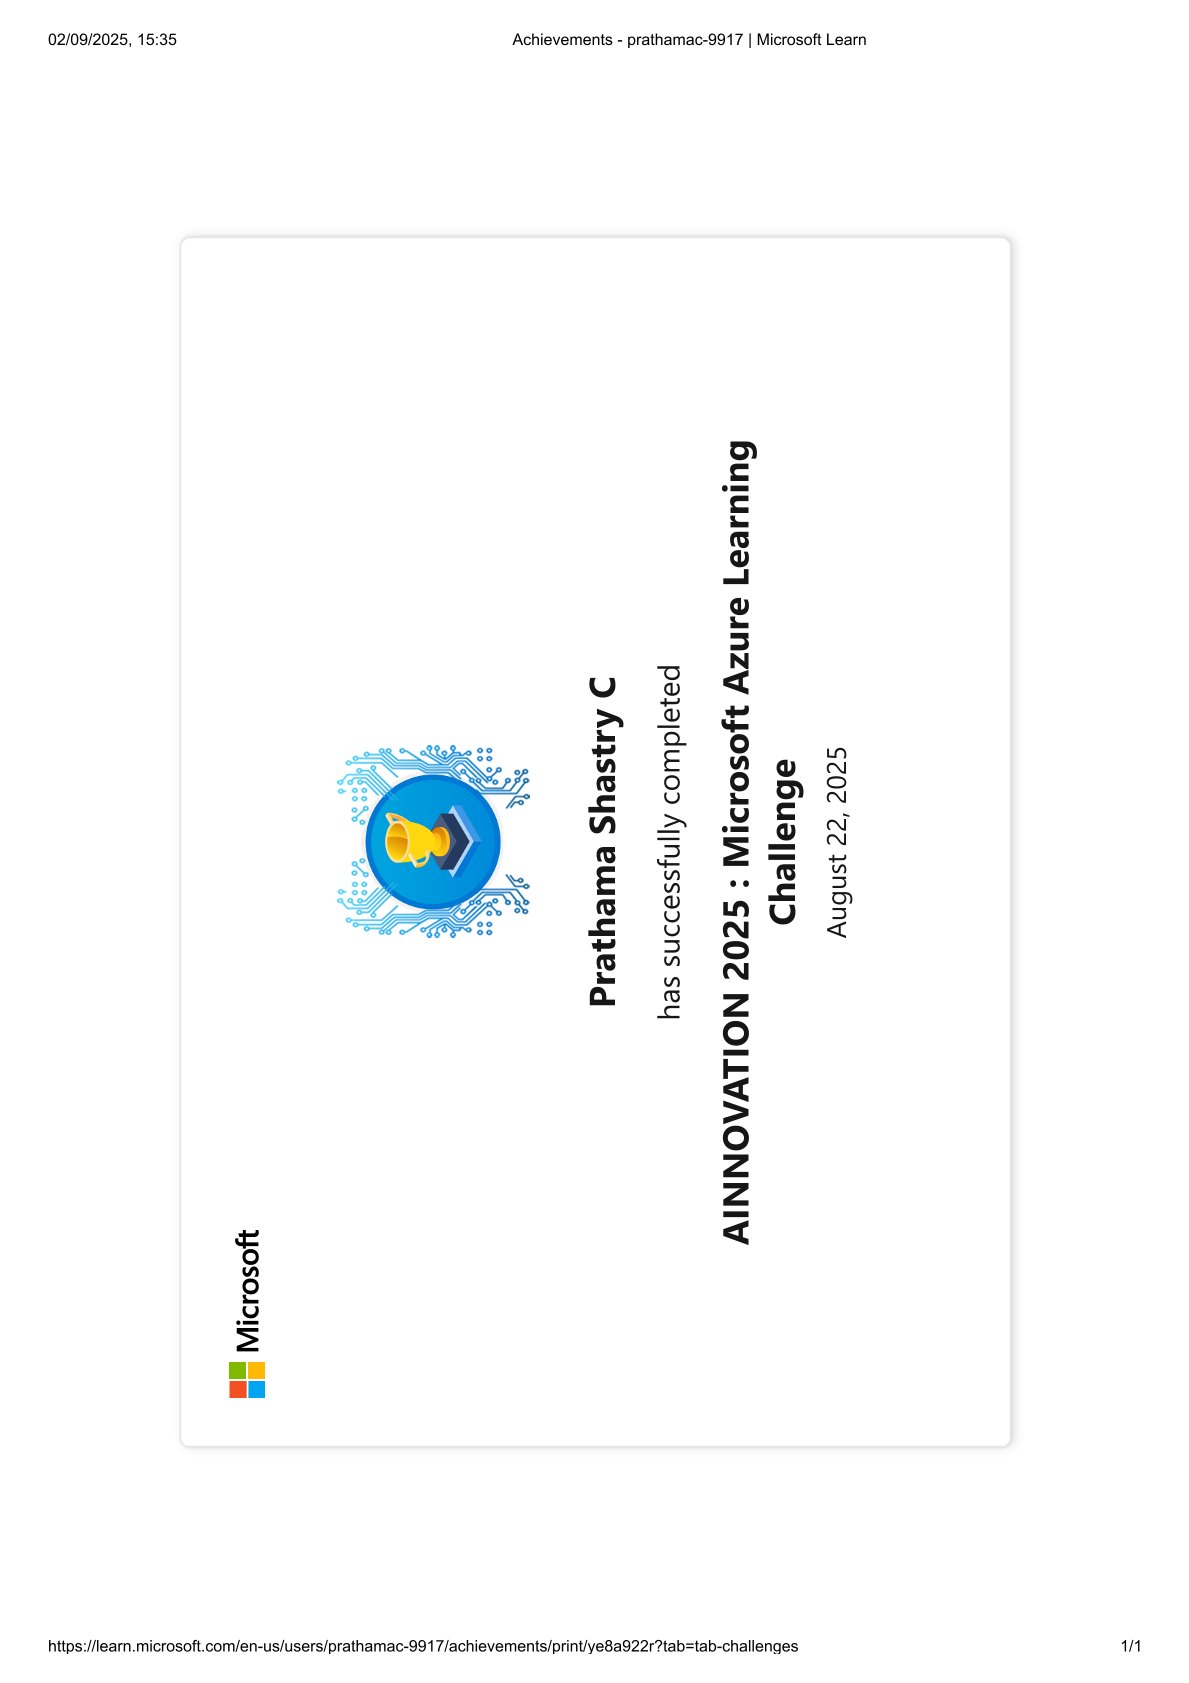 02/09/2025, 15:35
Achievements - prathamac-9917 | Microsoft Learn
Microsoft
Prathama Shastry C
has successfully completed
AINNOVATION 2025 : Microsoft Azure Learning
Challenge
August 22, 2025
https://learn.microsoft.com/en-us/users/prathamac-9917/achievements/print/ye8a922r?tab=tab-challenges
1/1